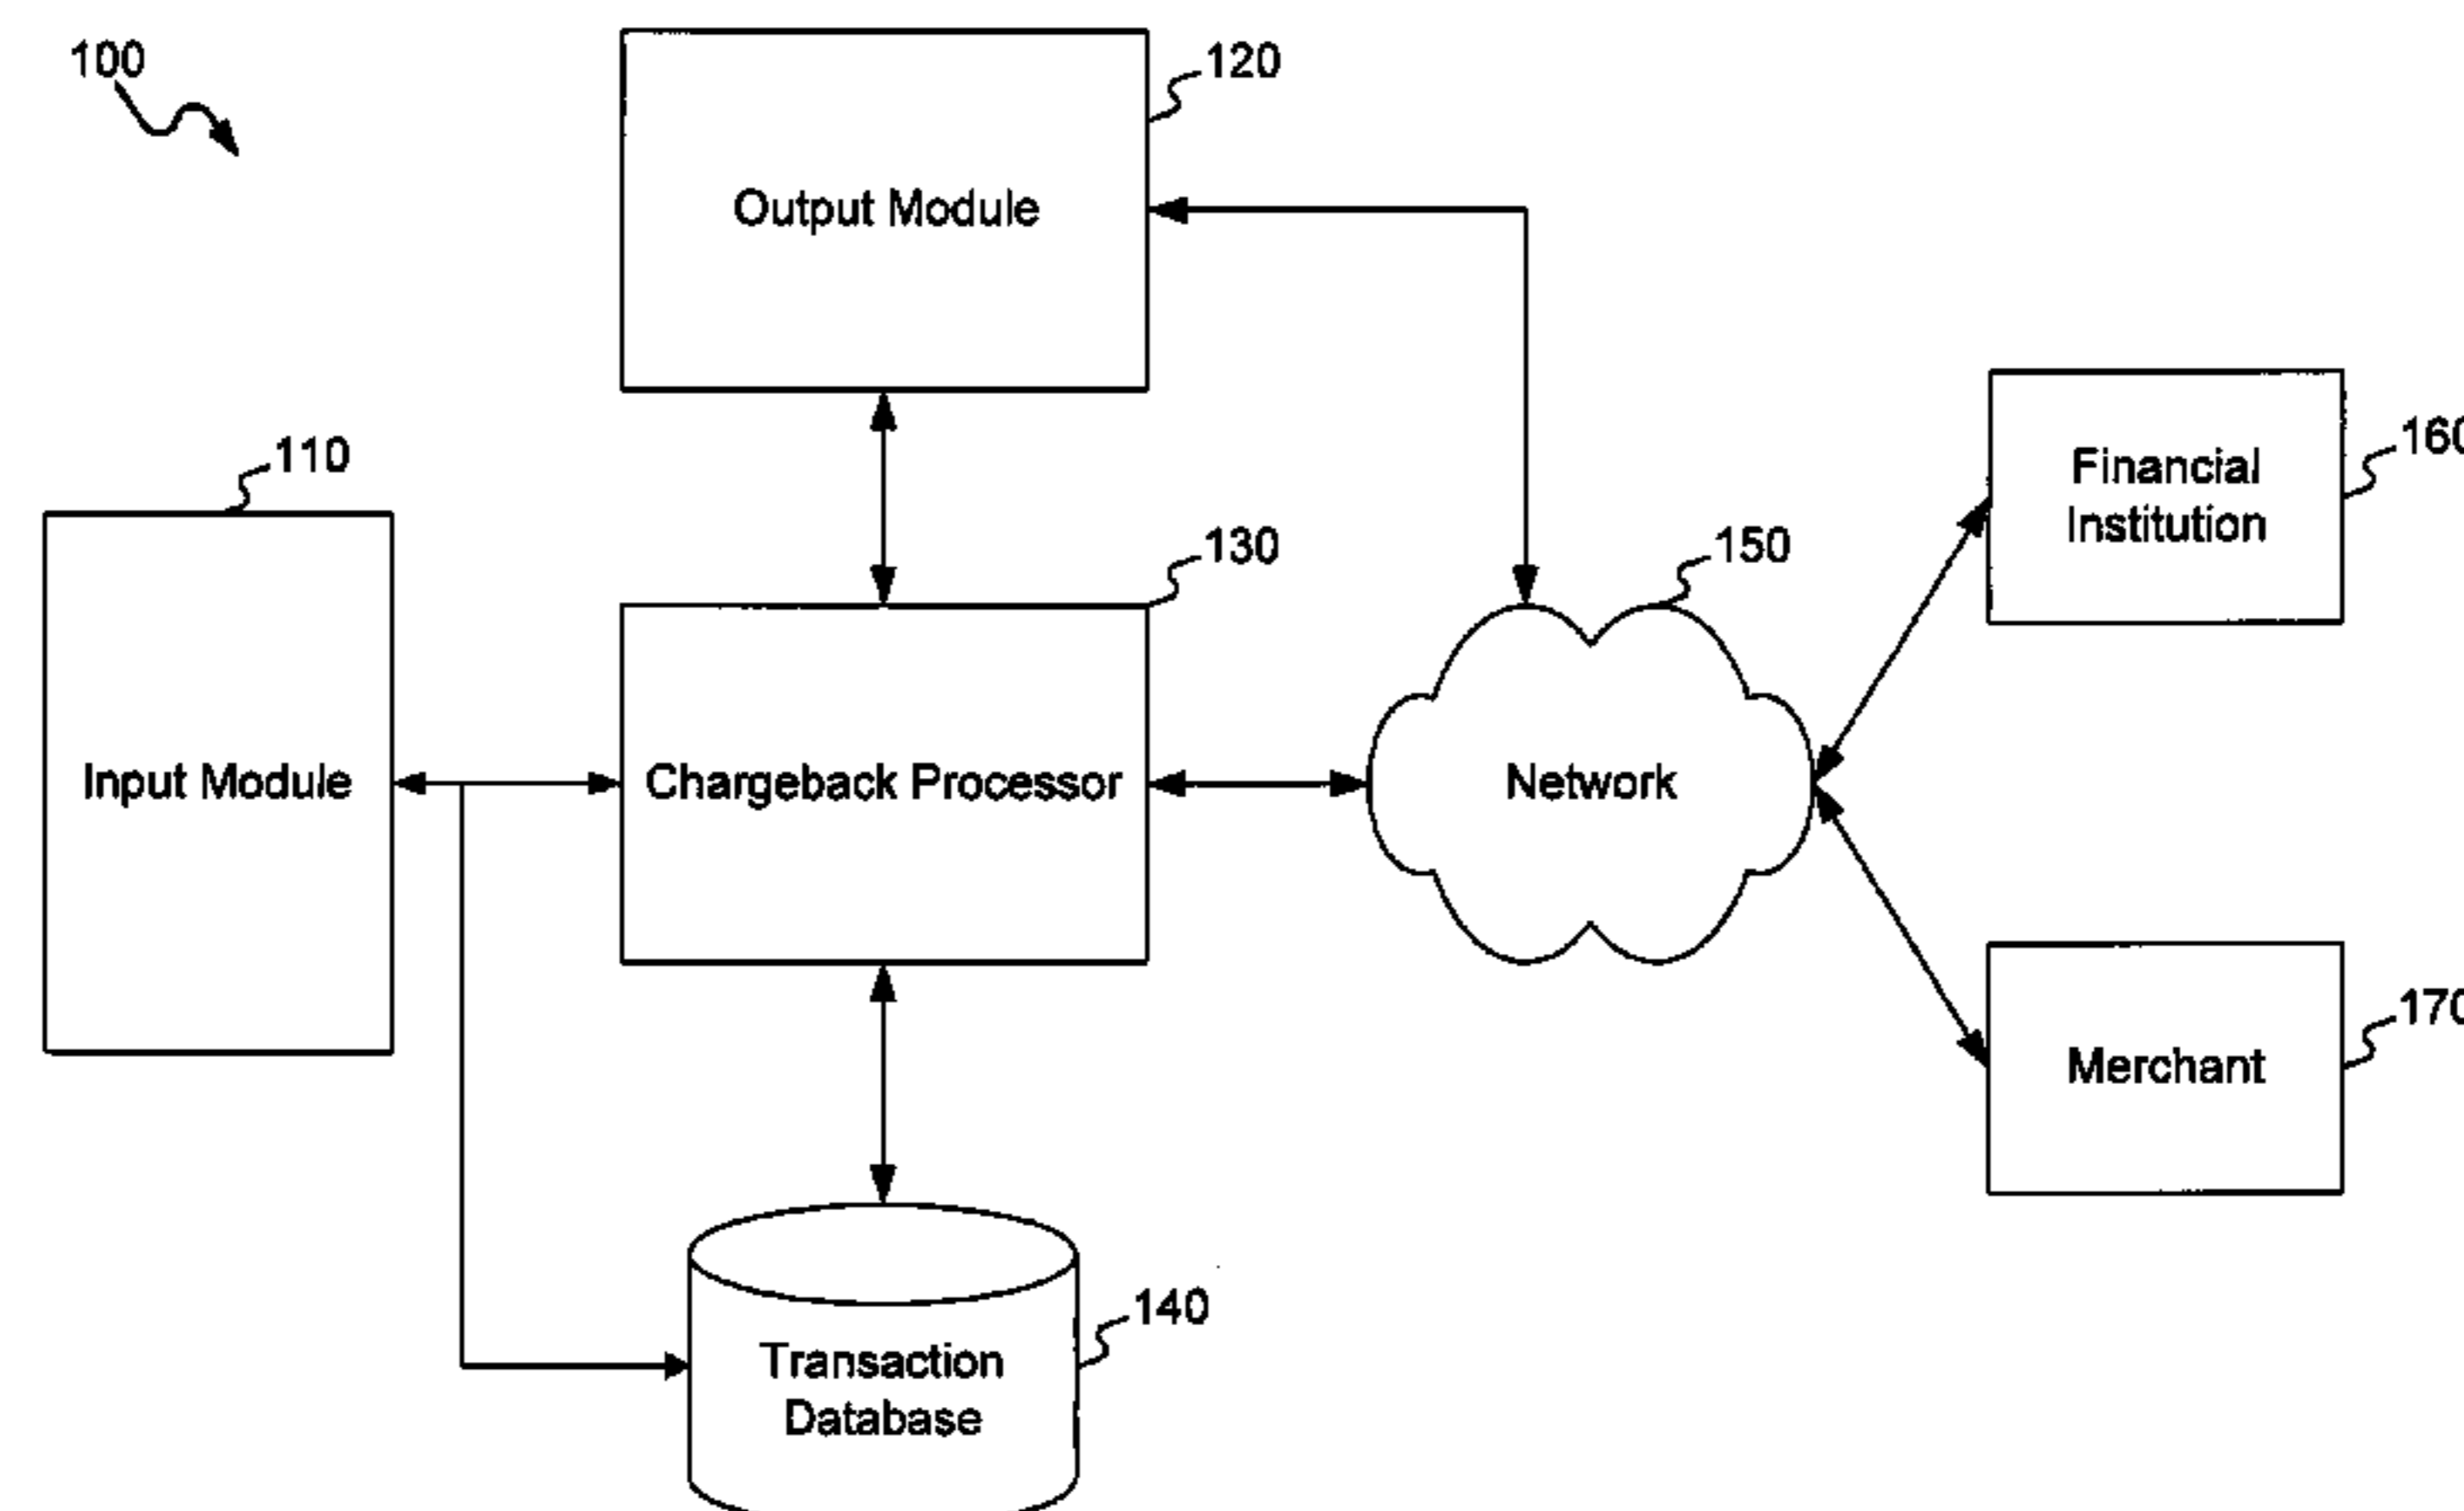 100
120
Output Module
110
160
Financial
Institution
130
150
Input Module
Chargeback Processor
Network
170
Merchant
140
Transaction
Database